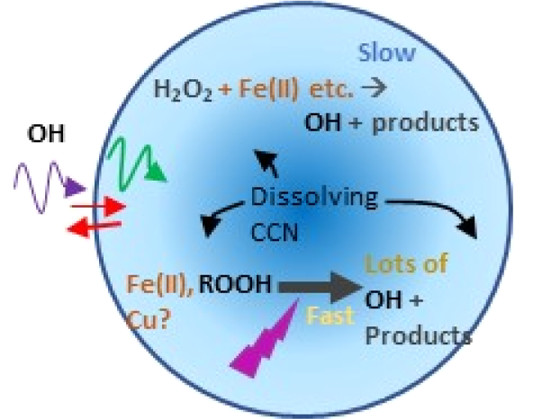 Slow
H₂O₂ + Fe(II) etc. →
OH + products
OH
Dissolving
CCN
Fe(II), ROOH
Cu?
Fast
Lots of
OH +
Products